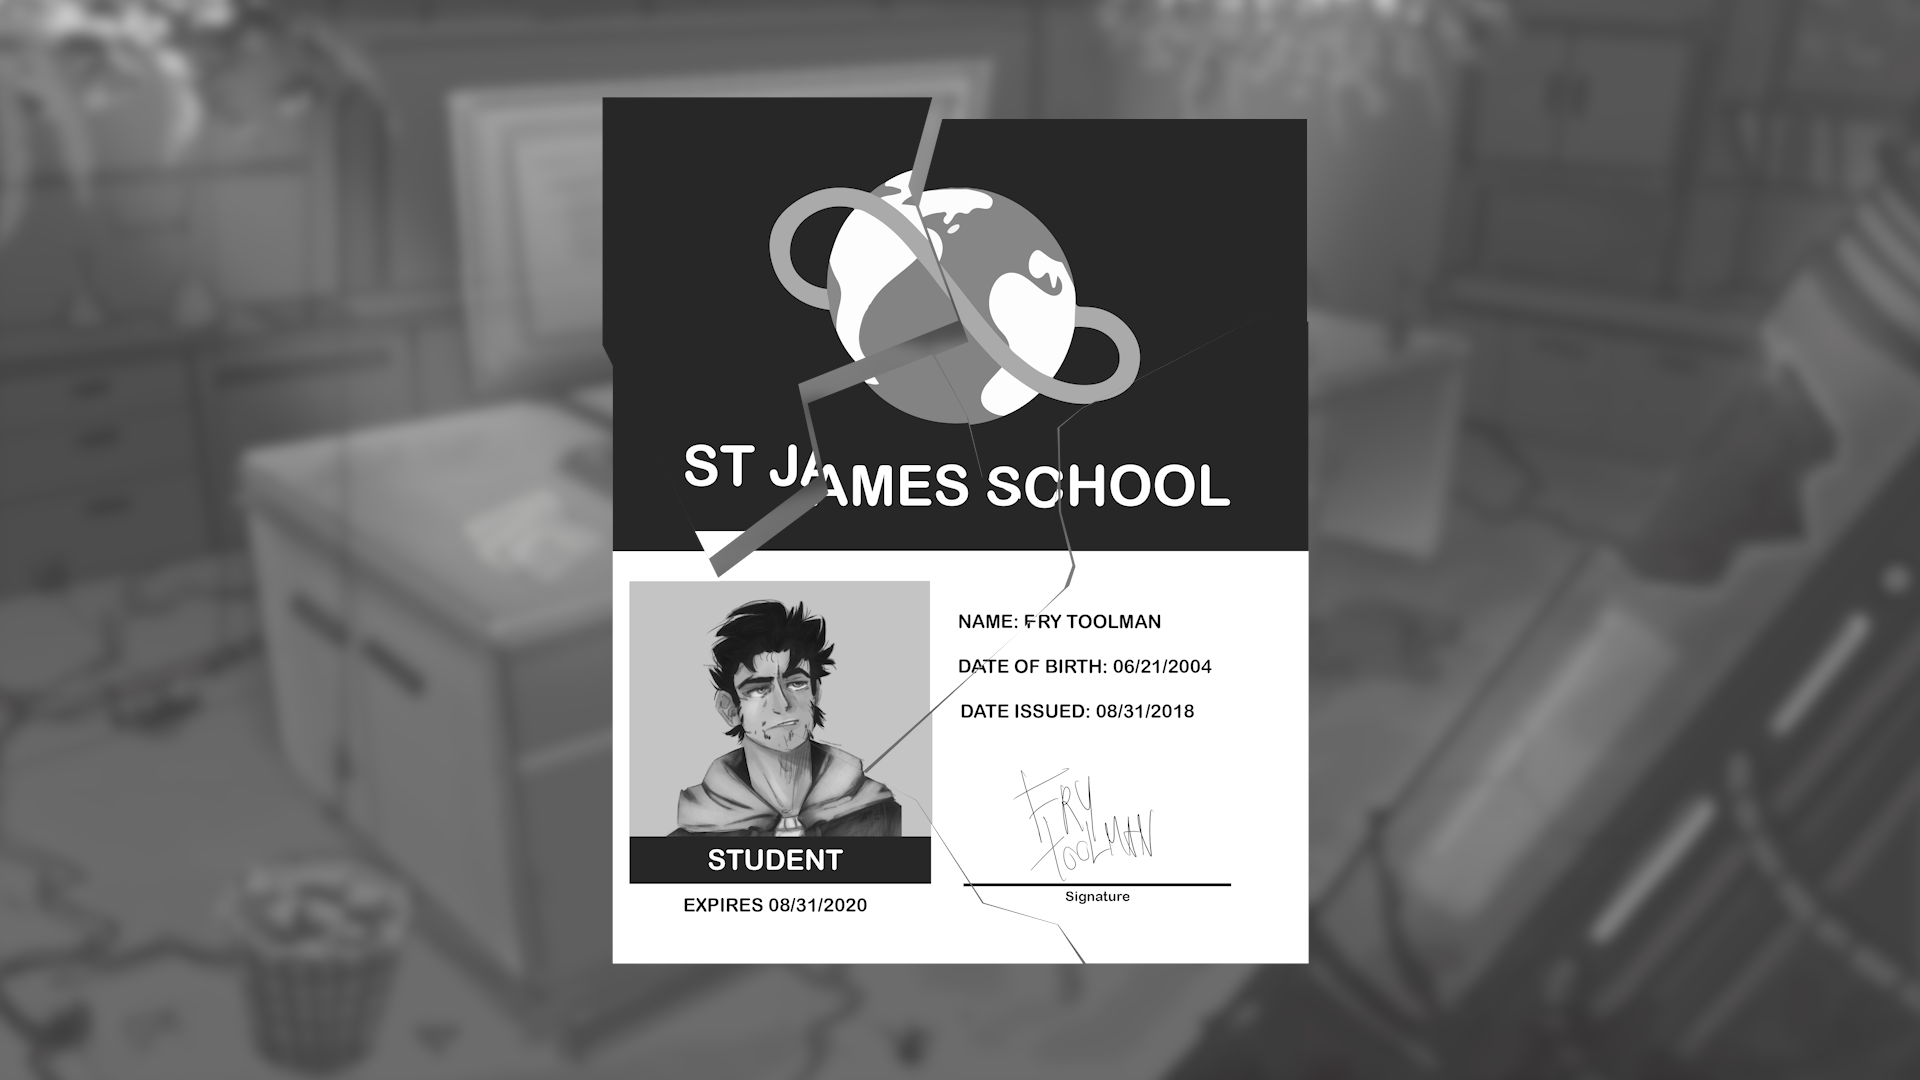 ST JAMES SCHOOL
NAME: FRY TOOLMAN
DATE OF BIRTH: 06/21/2004
DATE ISSUED: 08/31/2018
FRY
TOOLMAN
STUDENT
Signature
EXPIRES 08/31/2020